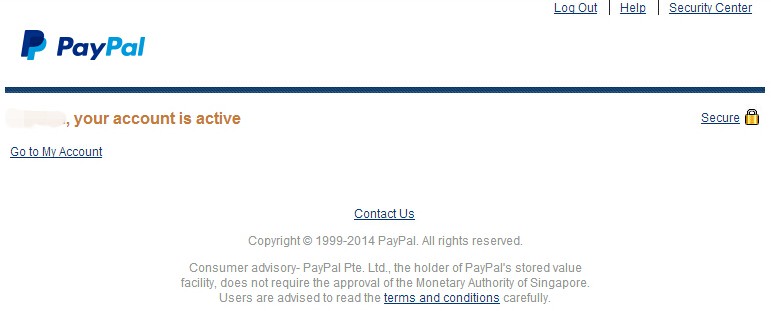 Log Out | Help | Security Center
PayPal
, your account is active
Secure
Go to My Account
Contact Us
Copyright © 1999-2014 PayPal. All rights reserved.
Consumer advisory- PayPal Pte. Ltd., the holder of PayPal's stored value
facility, does not require the approval of the Monetary Authority of Singapore.
Users are advised to read the terms and conditions carefully.